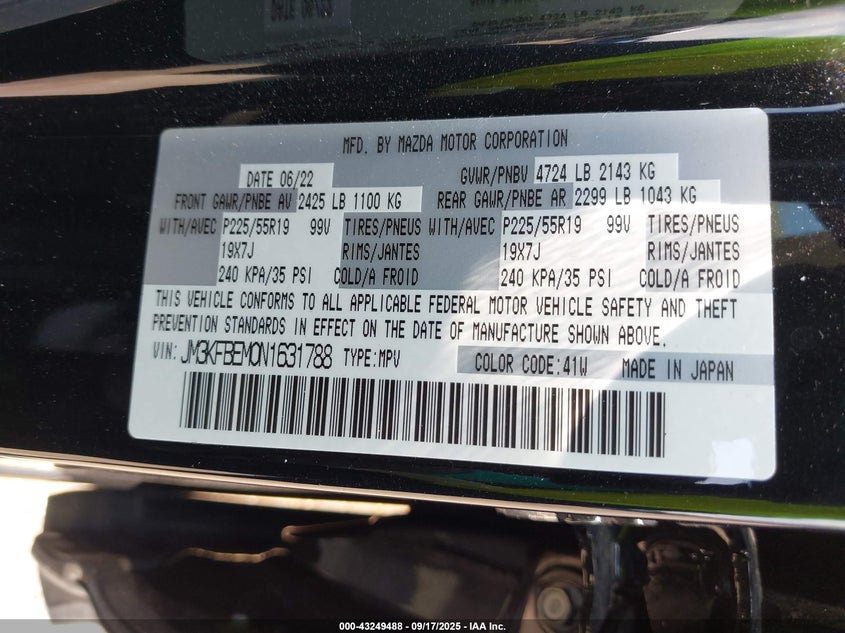 MFD. BY MAZDA MOTOR CORPORATION
DATE 06/22 GVWR/PNBV 4724 LB 2143 KG
FRONT GAWR/PNBE AV 2425 LB 1100 KG REAR GAWR/PNBE AR 2299 LB 1043 KG
WITH/AVEC P225/55R19 99V TIRES/PNEUS WITH/AVEC P225/55R19 99V TIRES/PNEUS
19X7J RIMS/JANTES 19X7J RIMS/JANTES
240 KPA/35 PSI COLD/A FROID 240 KPA/35 PSI COLD/A FROID
THIS VEHICLE CONFORMS TO ALL APPLICABLE FEDERAL MOTOR VEHICLE SAFETY AND THEFT
PREVENTION STANDARDS IN EFFECT ON THE DATE OF MANUFACTURE SHOWN ABOVE.
VIN: JM3KFBEM0N1631788 TYPE:MPV COLOR CODE:41W MADE IN JAPAN
000-43249488 - 09/17/2025 - IAA Inc.